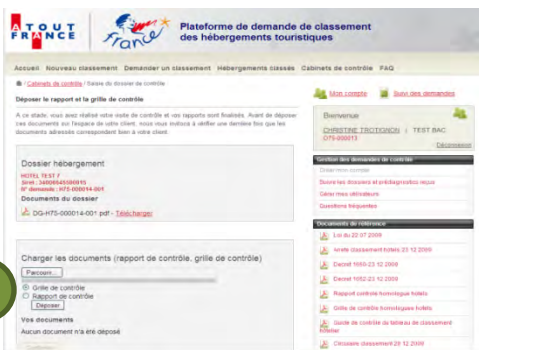 ATOUT
FRANCE
France
Plateforme de demande de classement
des hébergements touristiques
Accueil Nouveau classement Demander un classement Hébergements classés Cabinets de contrôle FAQ
/ Cabinets de contrôle / Saisie du dossier de contrôle
Déposer le rapport et la grille de contrôle
A ce stade, vous avez réalisé votre visite de contrôle et vos rapports sont finalisés. Avant de déposer
ces documents sur l'espace de votre client, nous vous invitons à vérifier une dernière fois que les
documents adressés correspondent bien à votre client.
Dossier hébergement
HOTEL TEST 7
N° demande : H75-000014-001
Documents du dossier
DG-H75-000014-001 pdf - Télécharger
Charger les documents (rapport de contrôle, grille de contrôle)
Parcourir...
Grille de contrôle
Rapport de contrôle
Déposer
Vos documents
Aucun document n'a été déposé
Mon compte Suivi des demandes
Bienvenue
CHRISTINE TROTIGNON | TEST BAC
O75-000013
Déconnexion
Gestion des demandes de contrôle
Créer mon compte
Suivre les dossiers et prédiagnostics reçus
Gérer mes utilisateurs
Questions fréquentes
Documents de référence
Loi du 22 07 2009
Arrêté classement hotels 23 12 2009
Décret 1650-23 12 2009
Décret 1652-23 12 2009
Rapport contrôle homologué hotels
Grille de contrôle homologuée hotels
Guide de contrôle du tableau de classement
hôtelier
Circulaire classement 29 12 2009